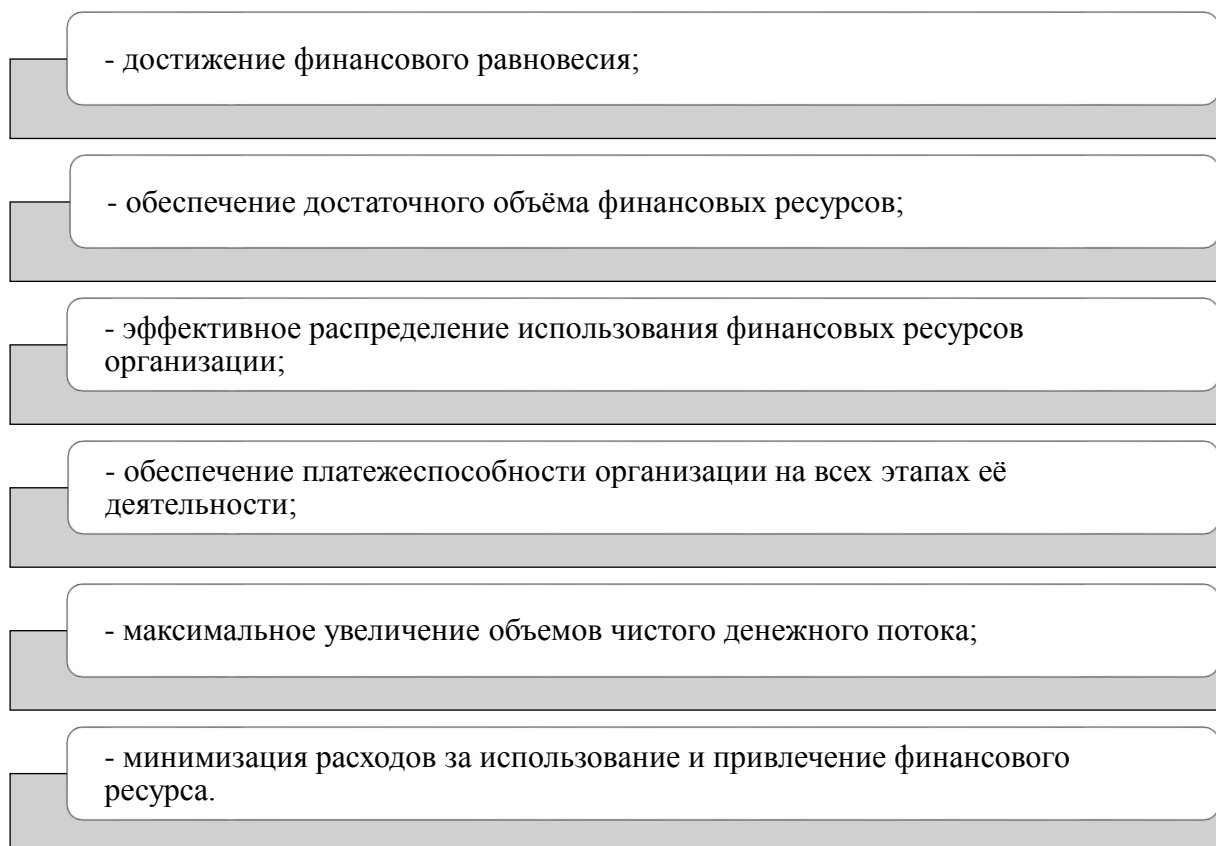 - достижение финансового равновесия;
- обеспечение достаточного объёма финансовых ресурсов;
- эффективное распределение использования финансовых ресурсов
организации;
- обеспечение платежеспособности организации на всех этапах её
деятельности;
- максимальное увеличение объемов чистого денежного потока;
- минимизация расходов за использование и привлечение финансового
ресурса.